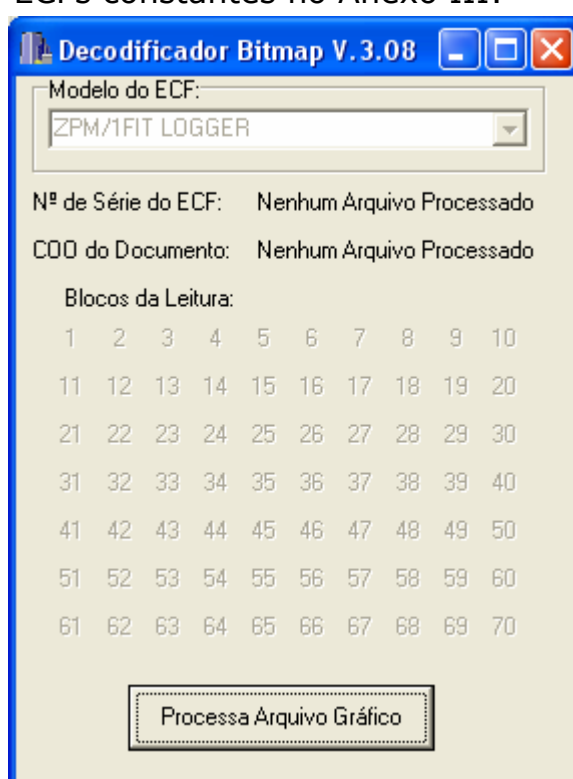 ECFs constantes no Anexo III.
Decodificador Bitmap V.3.08
Modelo do ECF:
ZPM/1FIT LOGGER
Nº de Série do ECF: Nenhum Arquivo Processado
COO do Documento: Nenhum Arquivo Processado
Blocos da Leitura:
1 2 3 4 5 6 7 8 9 10
11 12 13 14 15 16 17 18 19 20
21 22 23 24 25 26 27 28 29 30
31 32 33 34 35 36 37 38 39 40
41 42 43 44 45 46 47 48 49 50
51 52 53 54 55 56 57 58 59 60
61 62 63 64 65 66 67 68 69 70
Processa Arquivo Gráfico